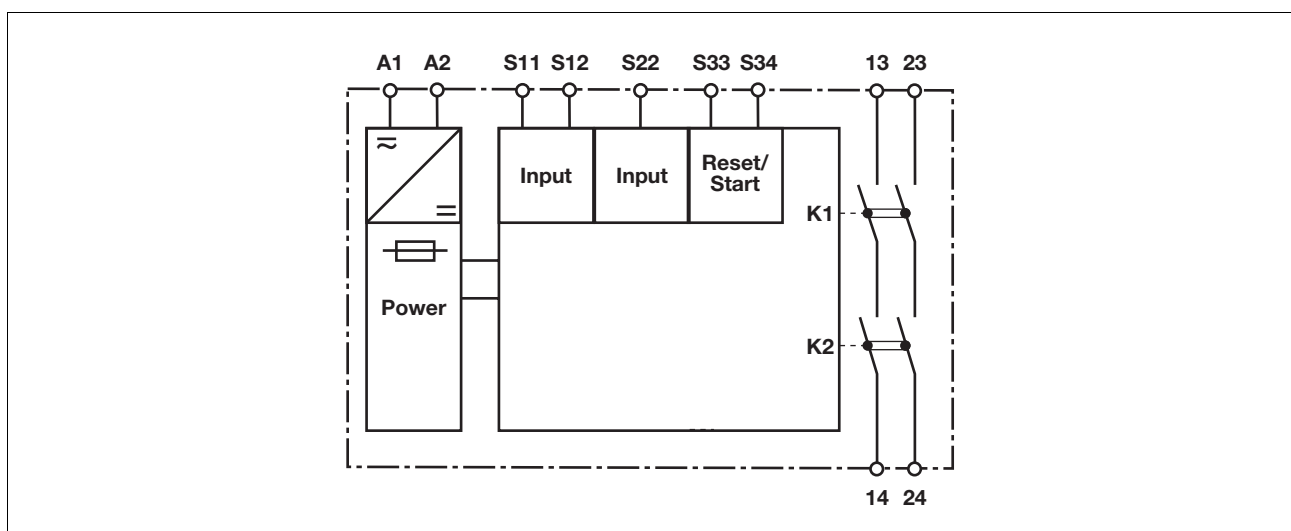 A1 A2 S11 S12 S22 S33 S34 13 23
Input Input Reset/
Start
K1
Power
K2
14 24